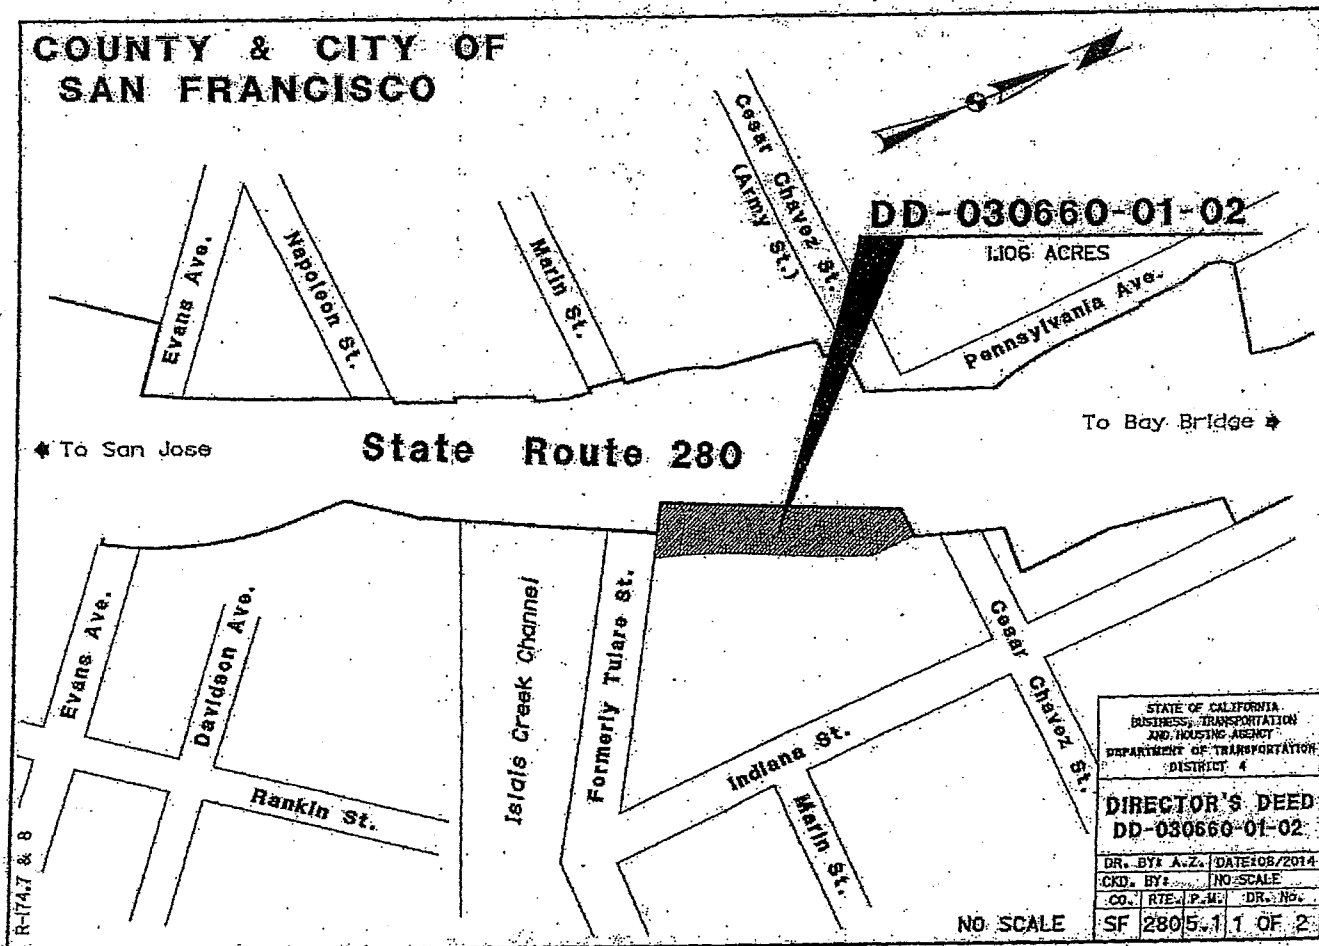 COUNTY & CITY OF
SAN FRANCISCO
Cesar Chavez St.
(Army St.)
DD-030660-01-02
1.106 ACRES
Evans Ave.
Napoleon St.
Marin St.
Pennsylvania Ave.
To San Jose
State Route 280
To Bay Bridge
Evans Ave.
Davidson Ave.
Islais Creek Channel
Formerly Tulare St.
Cesar Chavez St.
Indiana St.
Rankin St.
Marin St.
R-174.7 & 8
NO SCALE
STATE OF CALIFORNIA
BUSINESS, TRANSPORTATION
AND HOUSING AGENCY
DEPARTMENT OF TRANSPORTATION
DISTRICT 4
DIRECTOR'S DEED
DD-030660-01-02
DR. BY: A.Z. DATE:08/2014
CKD. BY: NO SCALE
CO. RTE. P.M. DR. No.
SF 280 5.1 1 OF 2